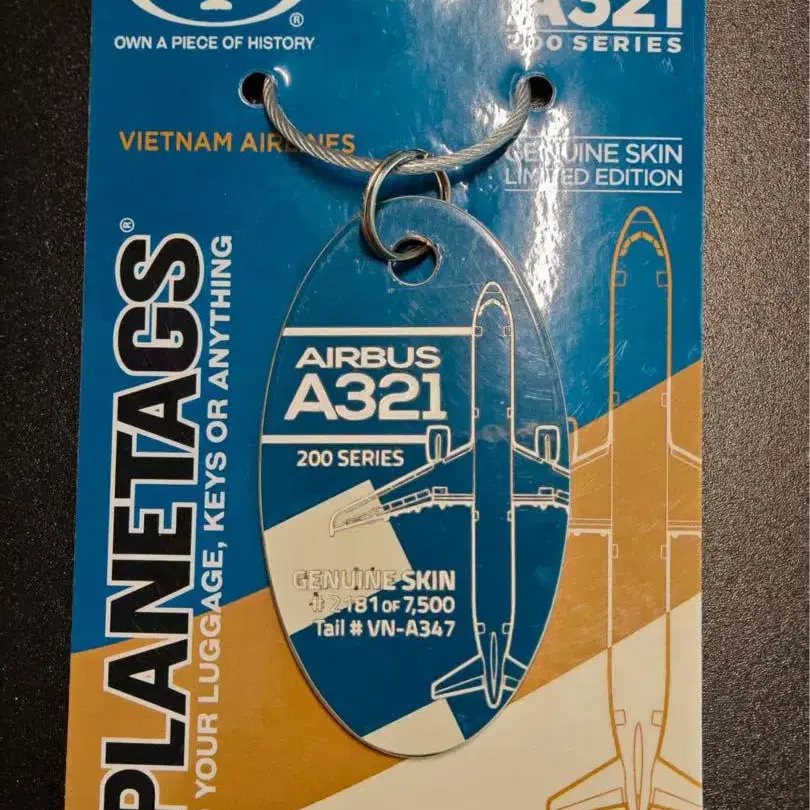 OWN A PIECE OF HISTORY
®
A321
200 SERIES
VIETNAM AIRLINES
GENUINE SKIN
LIMITED EDITION
PLANETAGS®
YOUR LUGGAGE, KEYS OR ANYTHING
AIRBUS
A321
200 SERIES
GENUINE SKIN
# 2181 OF 7,500
Tail # VN-A347